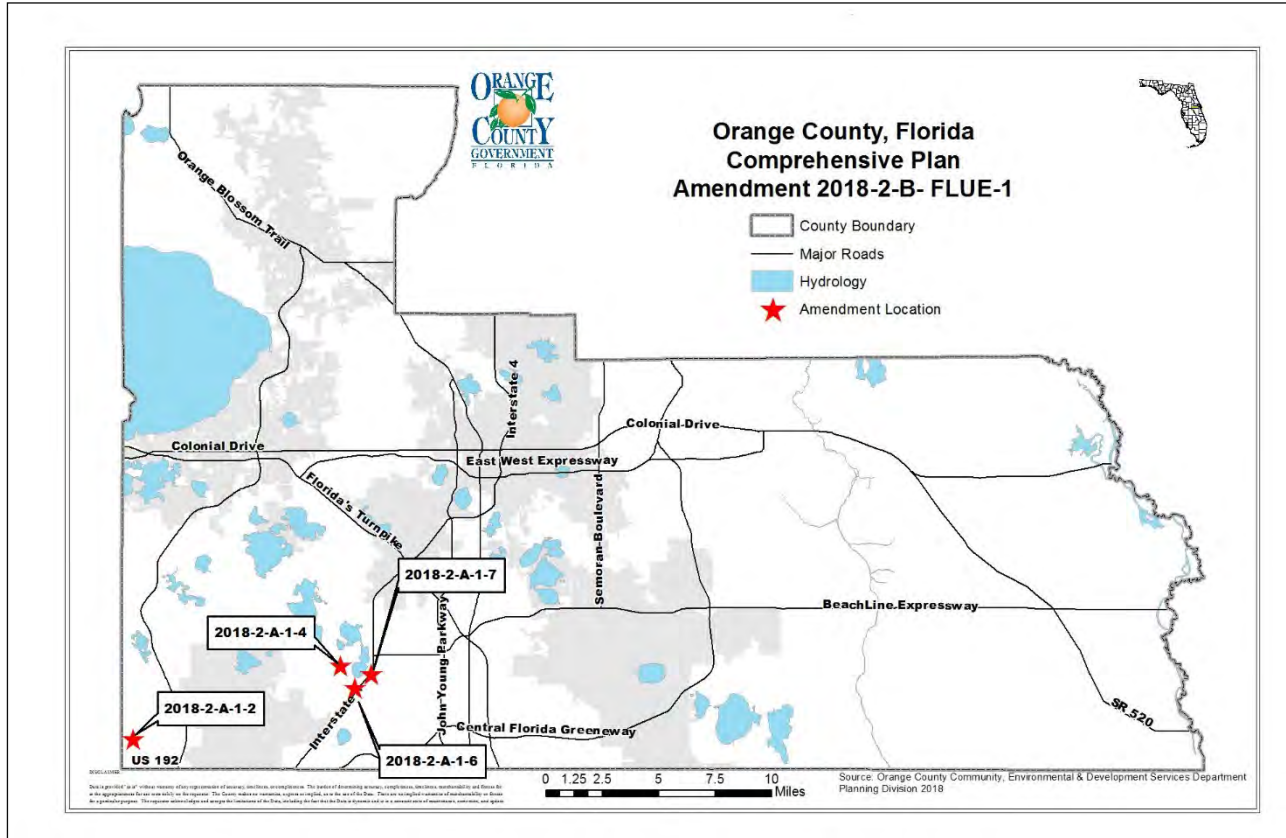 ORANGE
COUNTY
GOVERNMENT
FLORIDA
Orange County, Florida
Comprehensive Plan
Amendment 2018-2-B- FLUE-1
County Boundary
Major Roads
Hydrology
Amendment Location
Orange Blossom Trail
Interstate 4
Colonial Drive
Colonial Drive
East West Expressway
Florida's Turnpike
Semoran Boulevard
2018-2-A-1-7
BeachLine Expressway
John Young Parkway
2018-2-A-1-4
2018-2-A-1-2
Interstate
Central Florida Greeneway
SR 520
US 192
2018-2-A-1-6
0 1.25 2.5 5 7.5 10
Miles
Source: Orange County Community, Environmental & Development Services Department
Planning Division 2018
DISCLAIMER: